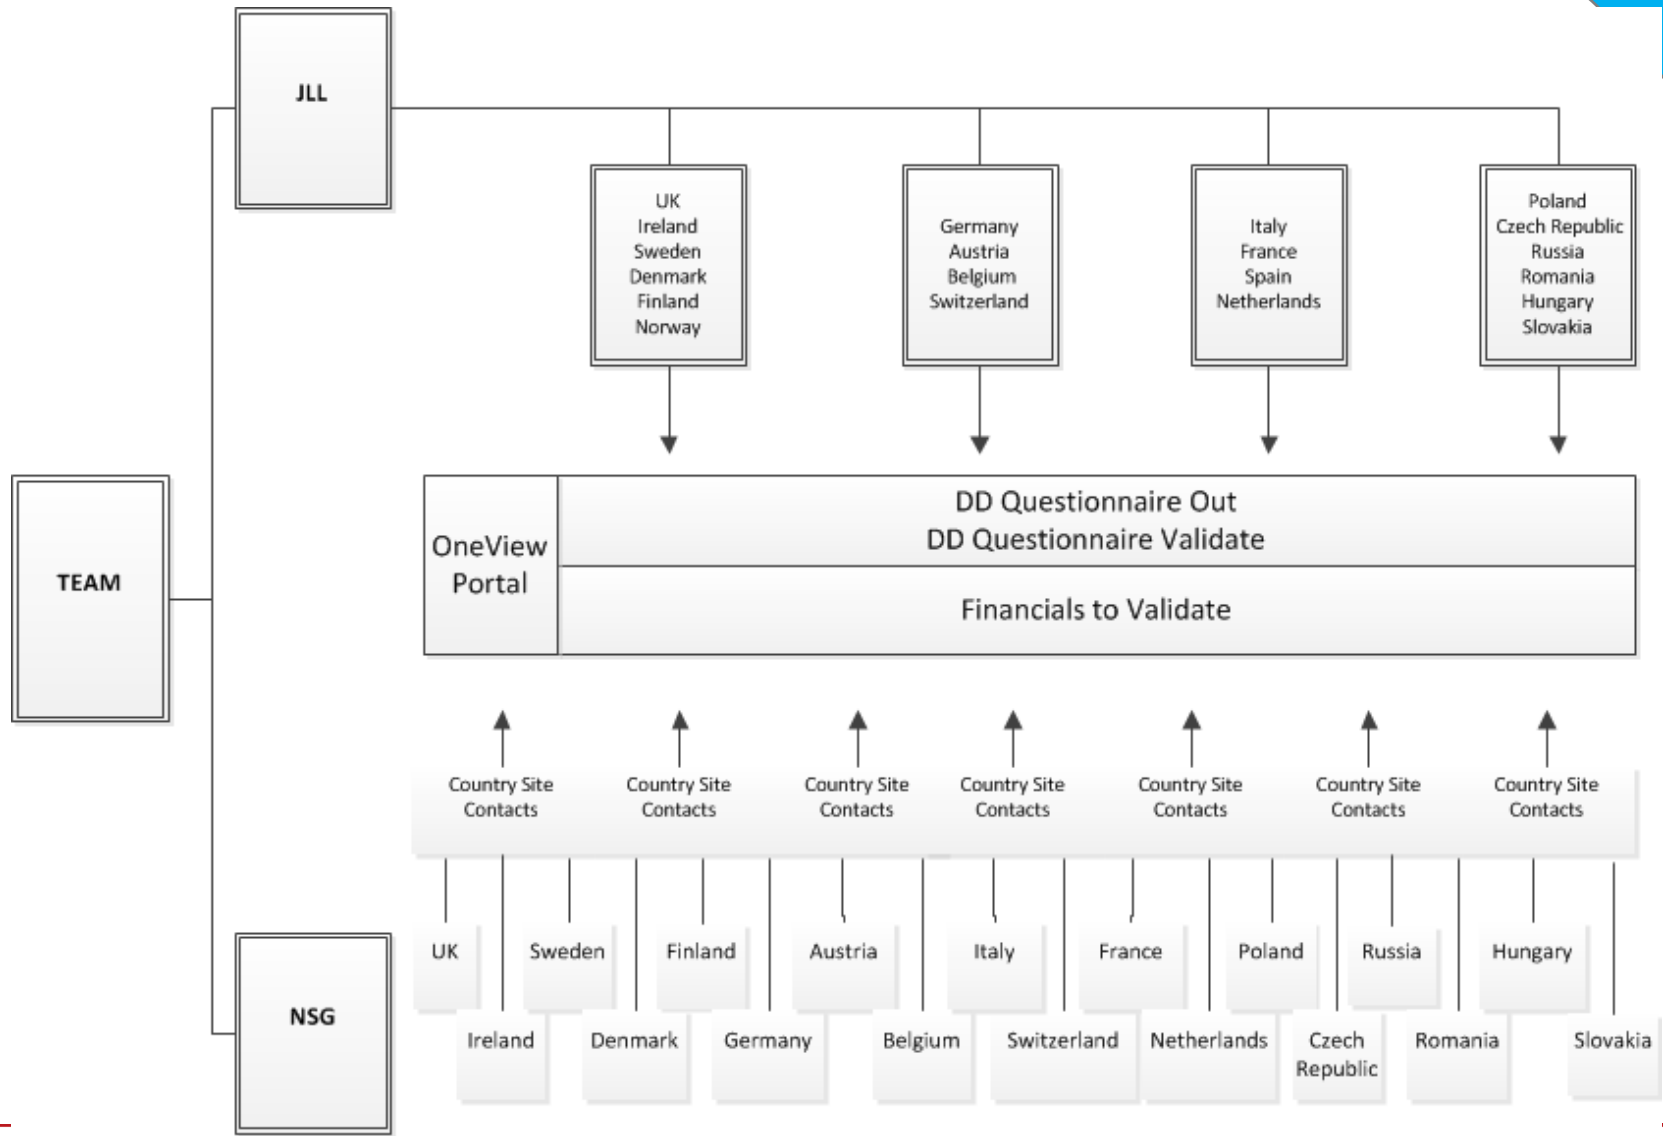 JLL
UK
Ireland
Sweden
Denmark
Finland
Norway
Germany
Austria
Belgium
Switzerland
Italy
France
Spain
Netherlands
Poland
Czech Republic
Russia
Romania
Hungary
Slovakia
TEAM
OneView
Portal
DD Questionnaire Out
DD Questionnaire Validate
Financials to Validate
Country Site
Contacts
Country Site
Contacts
Country Site
Contacts
Country Site
Contacts
Country Site
Contacts
Country Site
Contacts
Country Site
Contacts
NSG
UK
Sweden
Finland
Austria
Italy
France
Poland
Russia
Hungary
Ireland
Denmark
Germany
Belgium
Switzerland
Netherlands
Czech
Republic
Romania
Slovakia